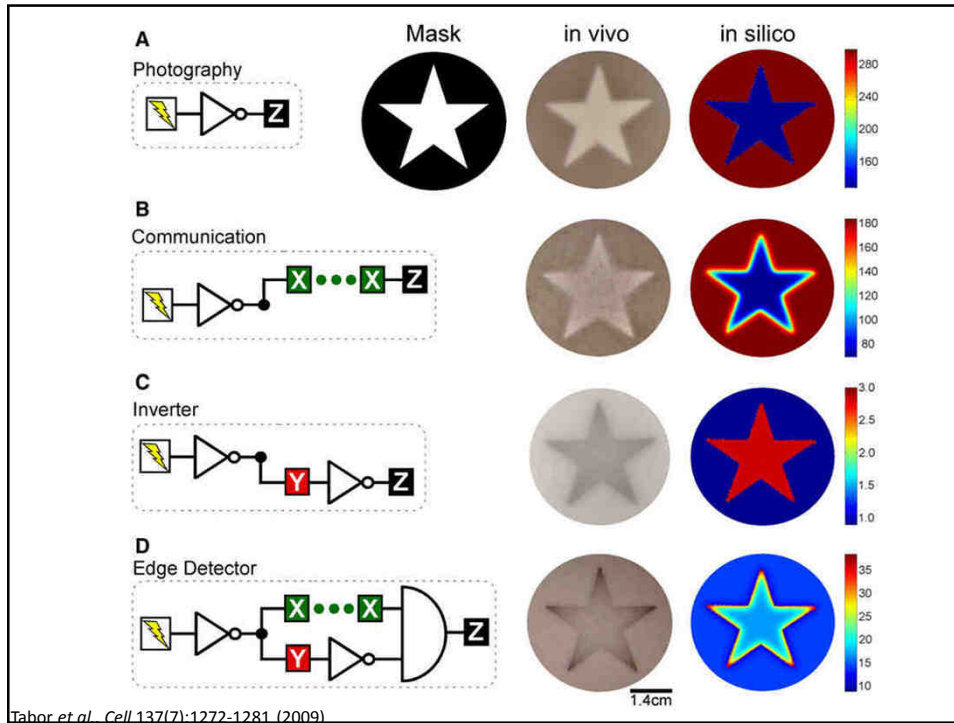 Mask in vivo in silico
A
Photography
Z
280
240
200
160
B
Communication
X X Z
180
160
140
120
100
80
C
Inverter
Y Z
3.0
2.5
2.0
1.5
1.0
D
Edge Detector
X X
Y
Z
35
30
25
20
15
10
1.4cm
Tabor et al., Cell 137(7):1272-1281 (2009)